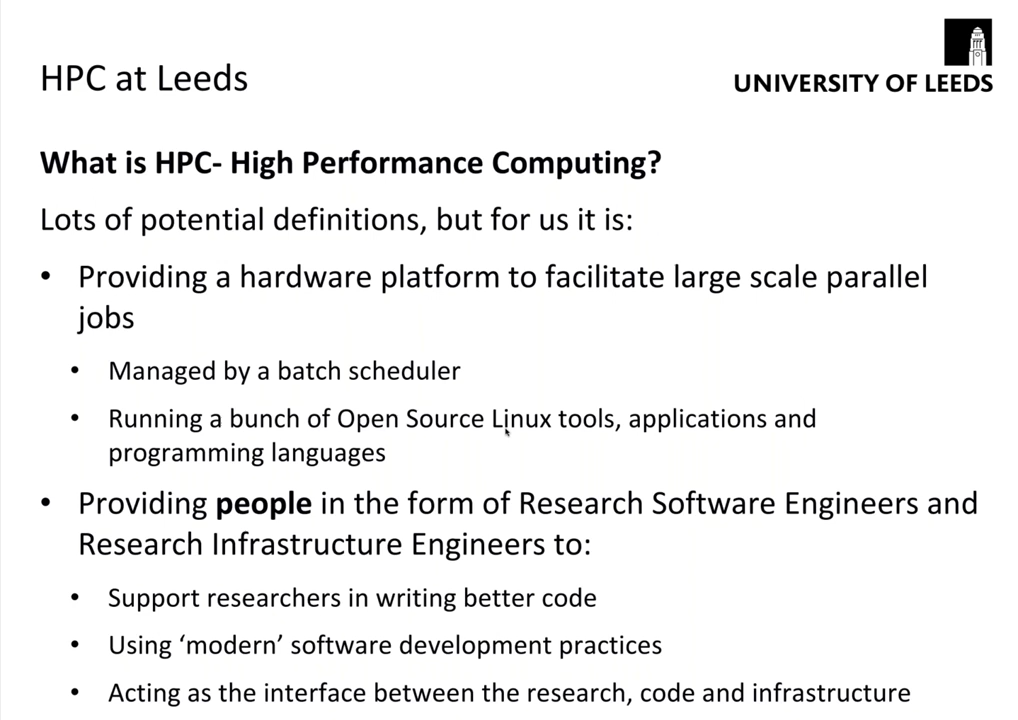 HPC at Leeds
UNIVERSITY OF LEEDS
What is HPC- High Performance Computing?
Lots of potential definitions, but for us it is:
• Providing a hardware platform to facilitate large scale parallel
jobs
• Managed by a batch scheduler
• Running a bunch of Open Source Linux tools, applications and
programming languages
• Providing people in the form of Research Software Engineers and
Research Infrastructure Engineers to:
• Support researchers in writing better code
• Using ‘modern’ software development practices
• Acting as the interface between the research, code and infrastructure